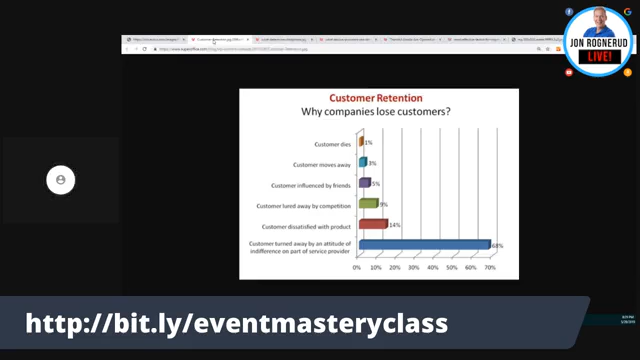 JON ROGNERUD
LIVE!
Customer Retention
Why companies lose customers?
Customer dies
1%
Customer moves away
3%
Customer influenced by friends
5%
Customer lured away by competition
9%
Customer dissatisfied with product
14%
Customer turned away by an attitude of
indifference on part of service provider
68%
0% 10% 20% 30% 40% 50% 60% 70%
http://bit.ly/eventmasteryclass